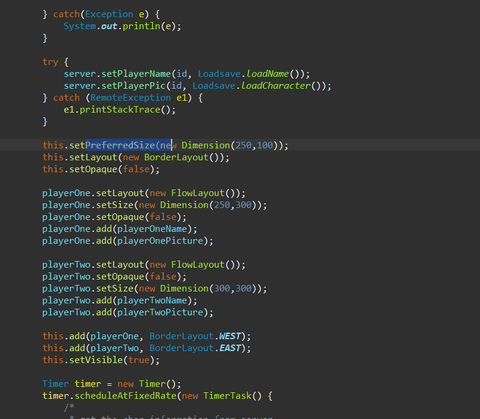 } catch(Exception e) {
System.out.println(e);
}
try {
server.setPlayerName(id, Loadsave.loadName());
server.setPlayerPic(id, Loadsave.loadCharacter());
} catch (RemoteException e1) {
e1.printStackTrace();
}
this.setPreferredSize(new Dimension(250,100));
this.setLayout(new BorderLayout());
this.setOpaque(false);
playerOne.setLayout(new FlowLayout());
playerOne.setSize(new Dimension(250,300));
playerOne.setOpaque(false);
playerOne.add(playerOneName);
playerOne.add(playerOnePicture);
playerTwo.setLayout(new FlowLayout());
playerTwo.setOpaque(false);
playerTwo.setSize(new Dimension(300,300));
playerTwo.add(playerTwoName);
playerTwo.add(playerTwoPicture);
this.add(playerOne, BorderLayout.WEST);
this.add(playerTwo, BorderLayout.EAST);
this.setVisible(true);
Timer timer = new Timer();
timer.scheduleAtFixedRate(new TimerTask() {
/*